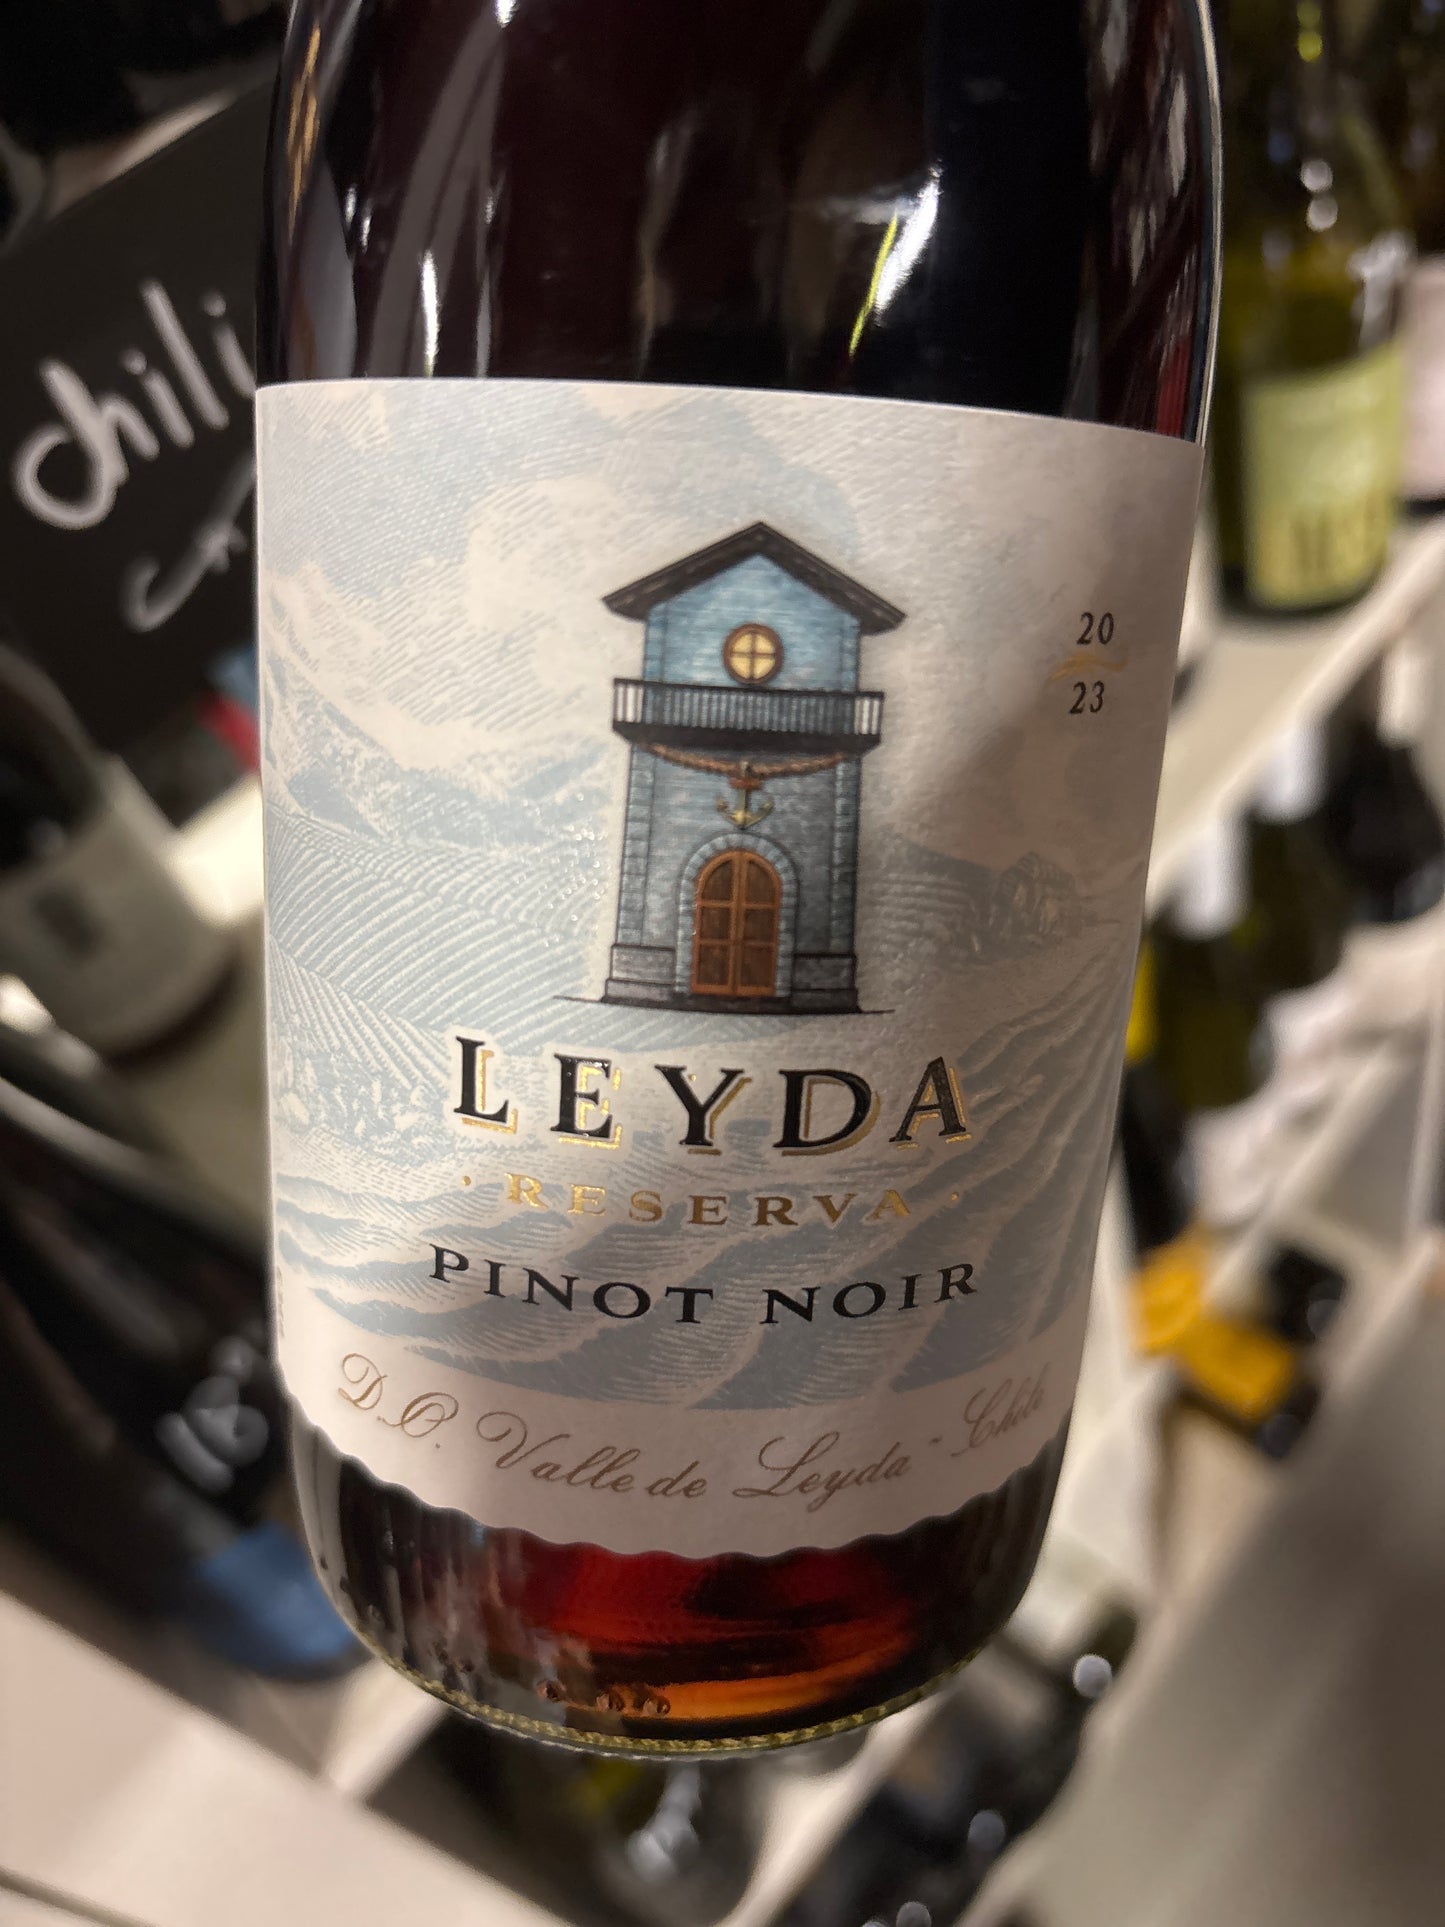 chili
20
23
LEYDA
· RESERVA ·
PINOT NOIR
D.O. Valle de Leyda - Chile